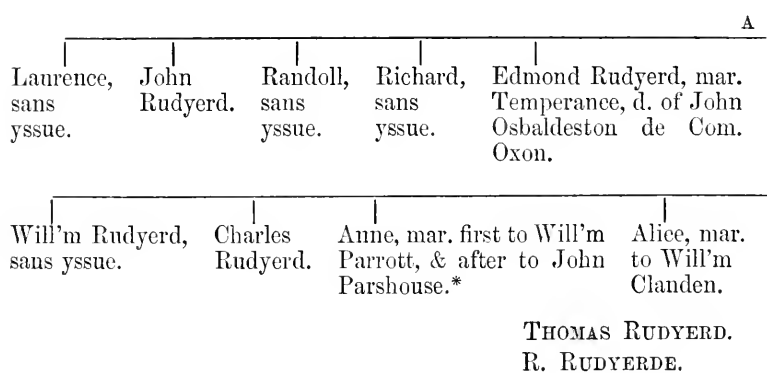 A
Laurence, sans yssue.
John Rudyerd.
Randoll, sans yssue.
Richard, sans yssue.
Edmond Rudyerd, mar. Temperance, d. of John Osbaldeston de Com. Oxon.
Will'm Rudyerd, sans yssue.
Charles Rudyerd.
Anne, mar. first to Will'm Parrott, & after to John Parshouse.*
Alice, mar. to Will'm Clanden.
THOMAS RUDYERD.
R. RUDYERDE.